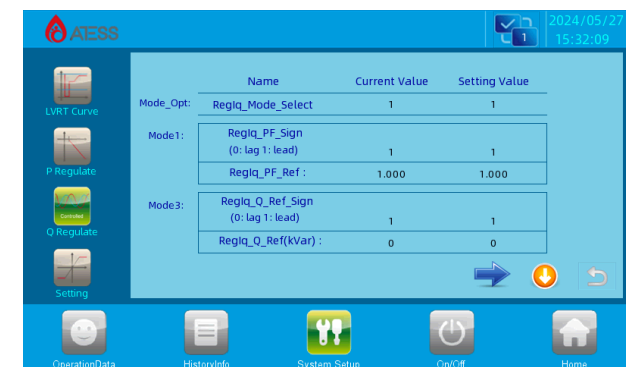 ATESS
2024/05/27
1
15:32:09
Name Current Value Setting Value
LVRT Curve
Mode_Opt: RegIq_Mode_Select 1 1
Mode1: RegIq_PF_Sign
(0: lag 1: lead) 1 1
P Regulate
RegIq_PF_Ref : 1.000 1.000
Mode3: RegIq_Q_Ref_Sign
Controlled
(0: lag 1: lead) 1 1
Q Regulate
RegIq_Q_Ref(kVar) : 0 0
Setting
OperationData HistoryInfo System Setup On/Off Home